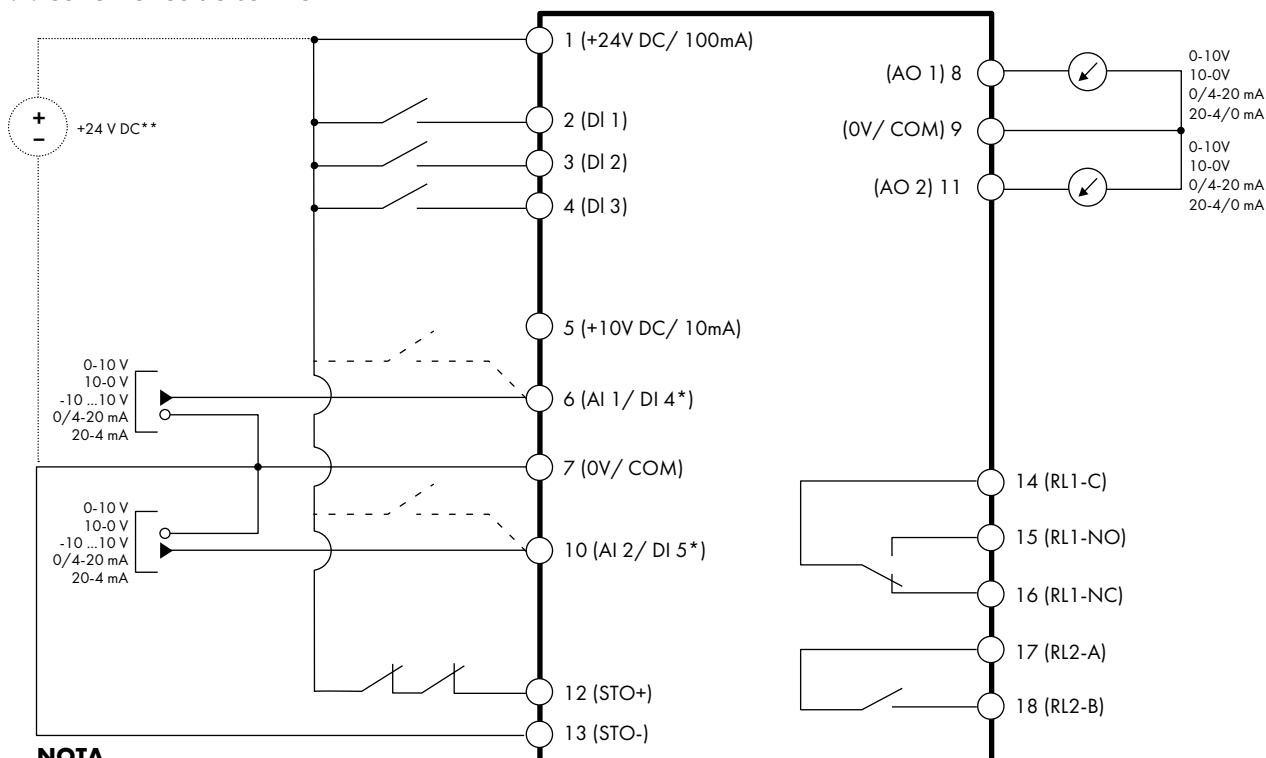 1 (+24V DC/ 100mA)
+
−
+24 V DC**
2 (DI 1)
3 (DI 2)
4 (DI 3)
5 (+10V DC/ 10mA)
0-10 V
10-0 V
-10 ...10 V
0/4-20 mA
20-4 mA
6 (AI 1/ DI 4*)
7 (0V/ COM)
0-10 V
10-0 V
-10 ...10 V
0/4-20 mA
20-4 mA
10 (AI 2/ DI 5*)
12 (STO+)
13 (STO-)
(AO 1) 8
0-10V
10-0V
0/4-20 mA
20-4/0 mA
(0V/ COM) 9
0-10V
10-0V
0/4-20 mA
20-4/0 mA
(AO 2) 11
14 (RL1-C)
15 (RL1-NO)
16 (RL1-NC)
17 (RL2-A)
18 (RL2-B)
NOTA